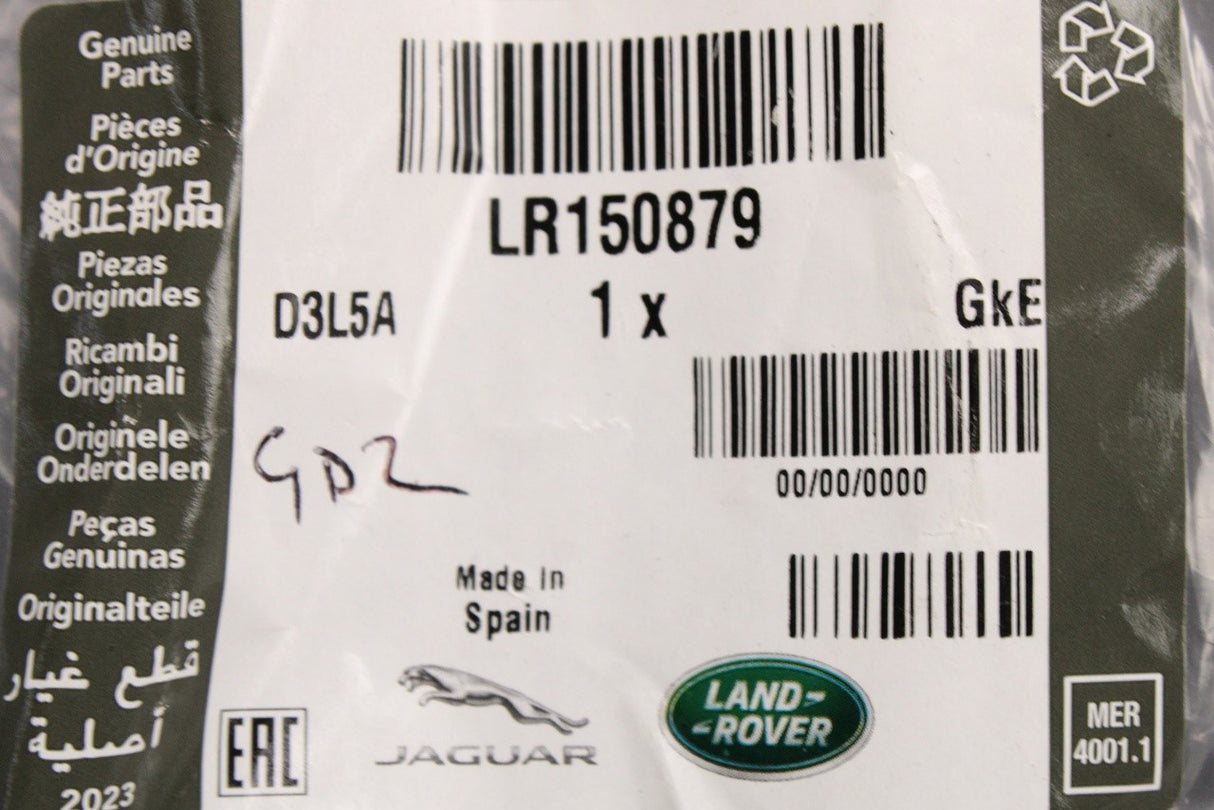 Genuine
Parts
Pièces
d'Origine
純正部品
Piezas
Originales
Ricambi
Originali
Originele
Onderdelen
Peças
Genuinas
Originalteile
قطع غيار
أصلية
2023
LR150879
D3L5A 1 x GkE
00/00/0000
GD2
Made in
Spain
EAC
JAGUAR
LAND-
-ROVER
MER
4001.1